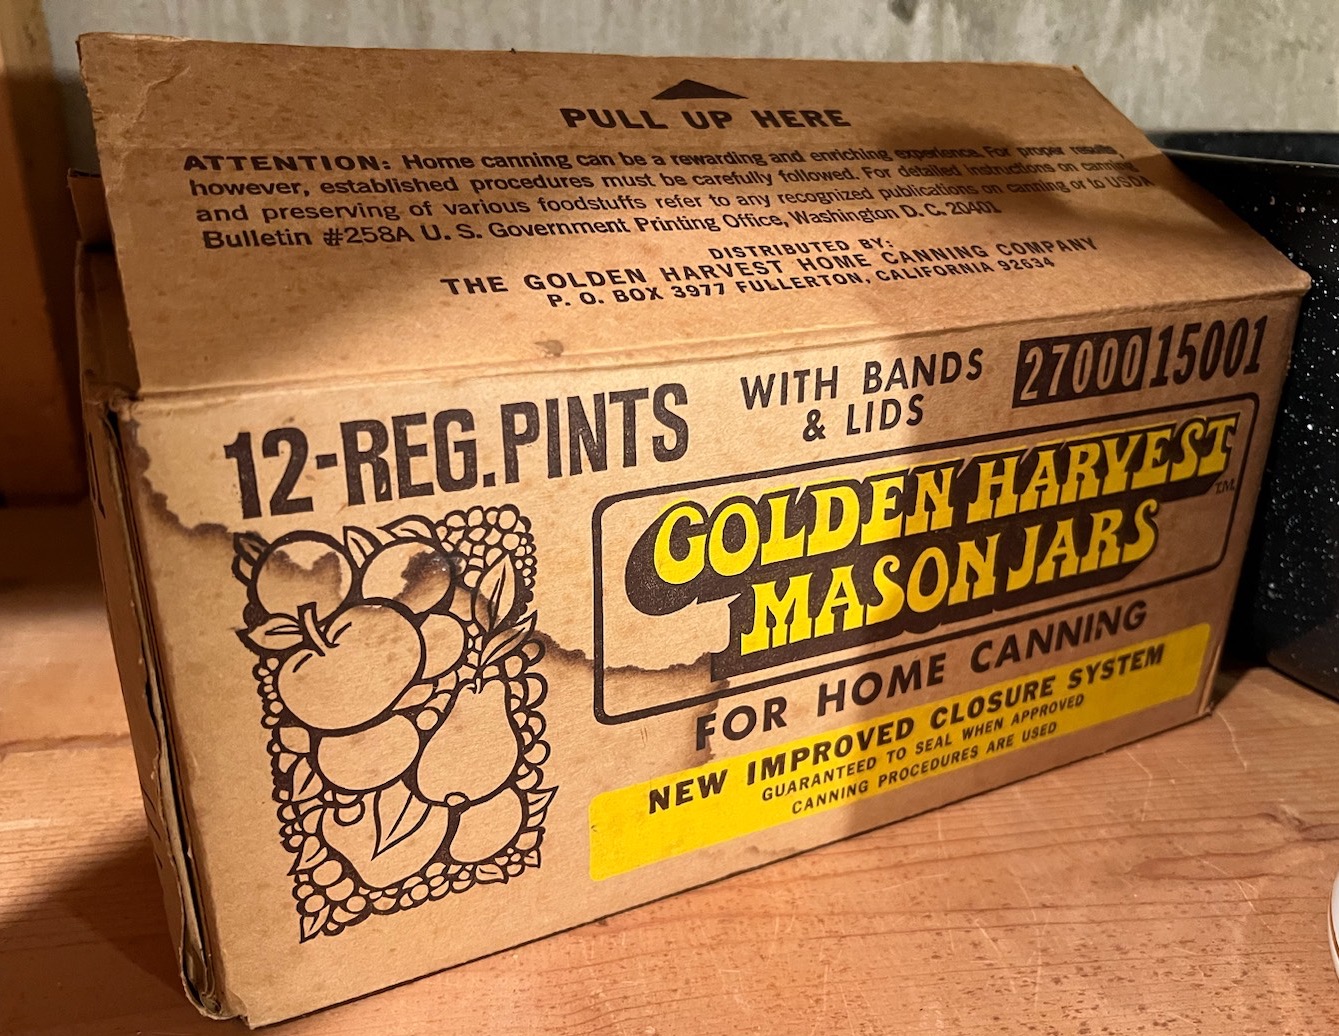 PULL UP HERE
ATTENTION: Home canning can be a rewarding and enriching experience. For proper results,
however, established procedures must be carefully followed. For detailed instructions on canning
and preserving of various foodstuffs refer to any recognized publications on canning or to USDA
Bulletin #258A U. S. Government Printing Office, Washington D. C. 20401
DISTRIBUTED BY:
THE GOLDEN HARVEST HOME CANNING COMPANY
P. O. BOX 3977 FULLERTON, CALIFORNIA 92634
12-REG. PINTS
WITH BANDS
& LIDS
27000 15001
GOLDEN HARVEST
MASON JARS T.M.
FOR HOME CANNING
NEW IMPROVED CLOSURE SYSTEM
GUARANTEED TO SEAL WHEN APPROVED
CANNING PROCEDURES ARE USED